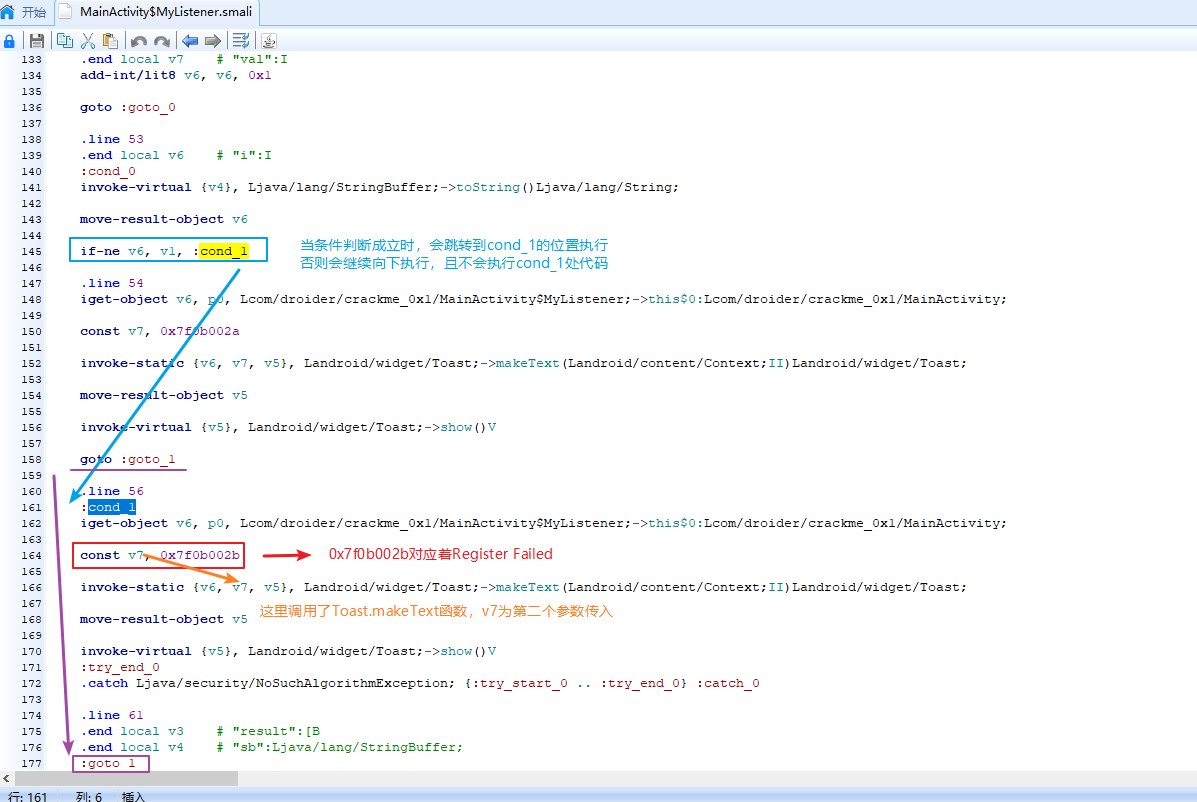 开始 MainActivity$MyListener.smali
133 .end local v7 # "val":I
134 add-int/lit8 v6, v6, 0x1
135
136 goto :goto_0
137
138 .line 53
139 .end local v6 # "i":I
140 :cond_0
141 invoke-virtual {v4}, Ljava/lang/StringBuffer;->toString()Ljava/lang/String;
142
143 move-result-object v6
144
145 if-ne v6, v1, :cond_1 当条件判断成立时，会跳转到cond_1的位置执行
146 否则会继续向下执行，且不会执行cond_1处代码
147 .line 54
148 iget-object v6, p0, Lcom/droider/crackme_0x1/MainActivity$MyListener;->this$0:Lcom/droider/crackme_0x1/MainActivity;
149
150 const v7, 0x7f0b002a
151
152 invoke-static {v6, v7, v5}, Landroid/widget/Toast;->makeText(Landroid/content/Context;II)Landroid/widget/Toast;
153
154 move-result-object v5
155
156 invoke-virtual {v5}, Landroid/widget/Toast;->show()V
157
158 goto :goto_1
159
160 .line 56
161 :cond_1
162 iget-object v6, p0, Lcom/droider/crackme_0x1/MainActivity$MyListener;->this$0:Lcom/droider/crackme_0x1/MainActivity;
163
164 const v7, 0x7f0b002b 0x7f0b002b对应着Register Failed
165
166 invoke-static {v6, v7, v5}, Landroid/widget/Toast;->makeText(Landroid/content/Context;II)Landroid/widget/Toast;
167 这里调用了Toast.makeText函数，v7为第二个参数传入
168 move-result-object v5
169
170 invoke-virtual {v5}, Landroid/widget/Toast;->show()V
171 :try_end_0
172 .catch Ljava/security/NoSuchAlgorithmException; {:try_start_0 .. :try_end_0} :catch_0
173
174 .line 61
175 .end local v3 # "result":[B
176 .end local v4 # "sb":Ljava/lang/StringBuffer;
177 :goto_1
行: 161 列: 6 插入